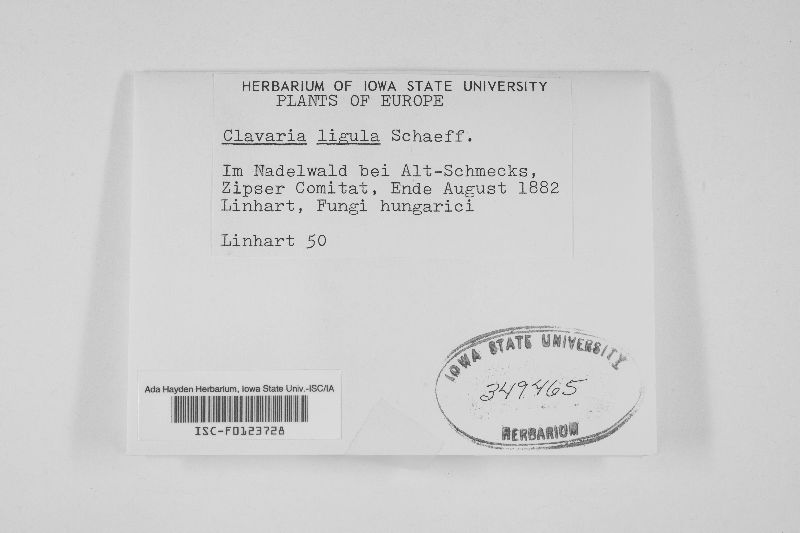 HERBARIUM OF IOWA STATE UNIVERSITY
PLANTS OF EUROPE
Clavaria ligula Schaeff.
Im Nadelwald bei Alt-Schmecks,
Zipser Comitat, Ende August 1882
Linhart, Fungi hungarici
Linhart 50
Ada Hayden Herbarium, Iowa State Univ.-ISC/IA
ISC-F0123728
IOWA STATE UNIVERSITY
349465
HERBARIUM